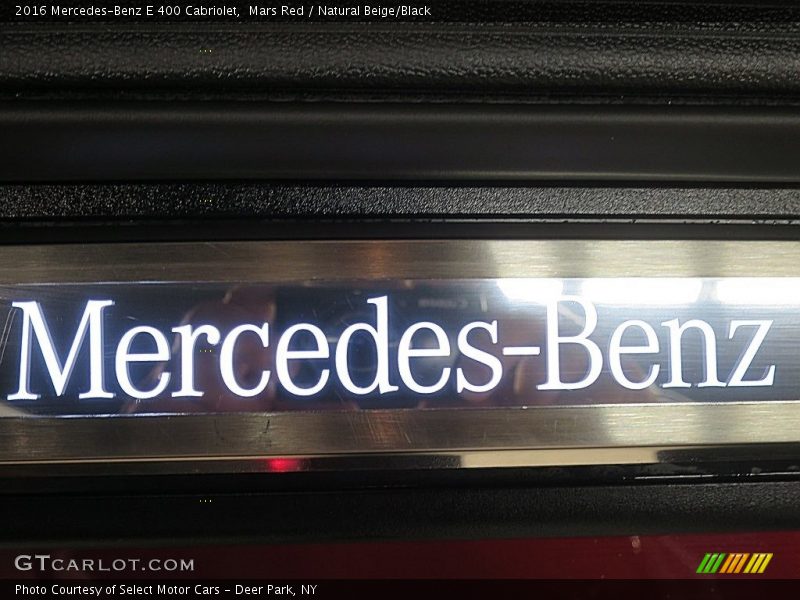 2016 Mercedes-Benz E 400 Cabriolet, Mars Red / Natural Beige/Black
Mercedes-Benz
GTCARLOT.COM
Photo Courtesy of Select Motor Cars - Deer Park, NY